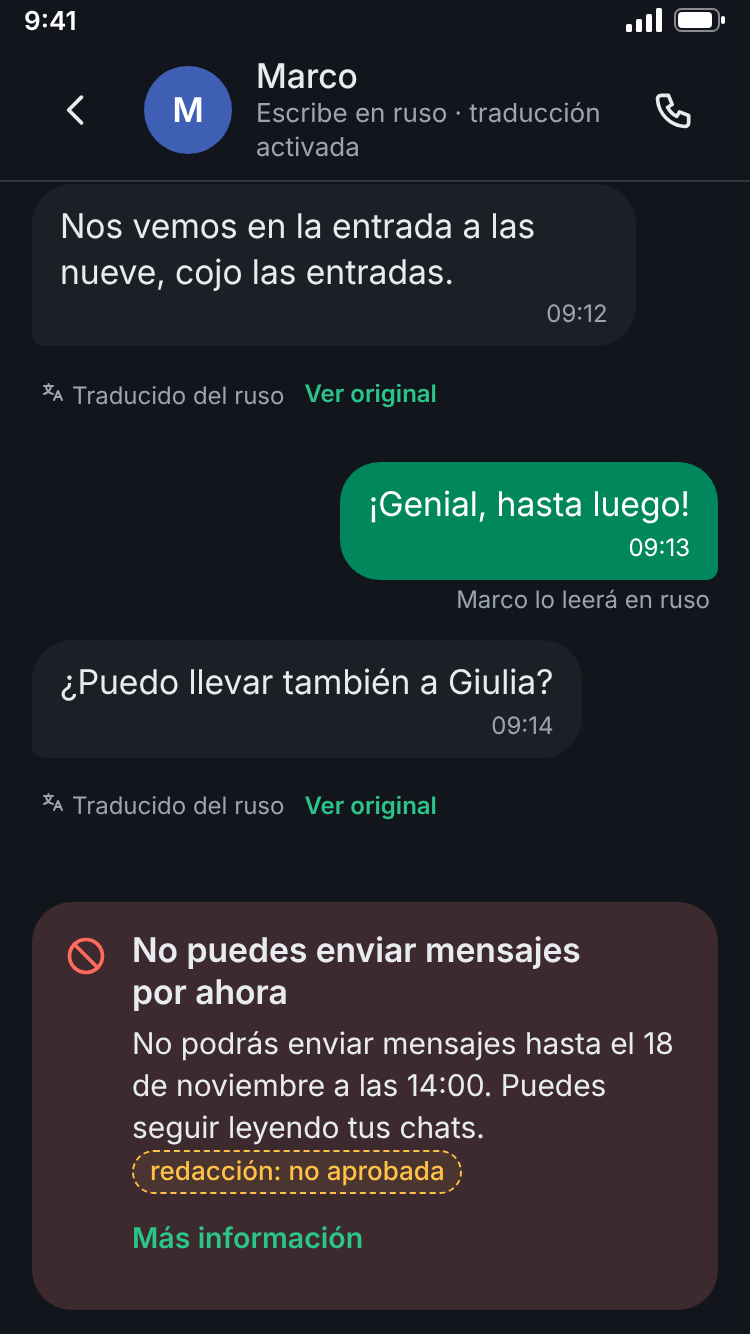 9:41
M
Marco
Escribe en ruso · traducción
activada
Nos vemos en la entrada a las
nueve, cojo las entradas.
09:12
Traducido del ruso Ver original
¡Genial, hasta luego!
09:13
Marco lo leerá en ruso
¿Puedo llevar también a Giulia?
09:14
Traducido del ruso Ver original
No puedes enviar mensajes
por ahora
No podrás enviar mensajes hasta el 18
de noviembre a las 14:00. Puedes
seguir leyendo tus chats.
redacción: no aprobada
Más información